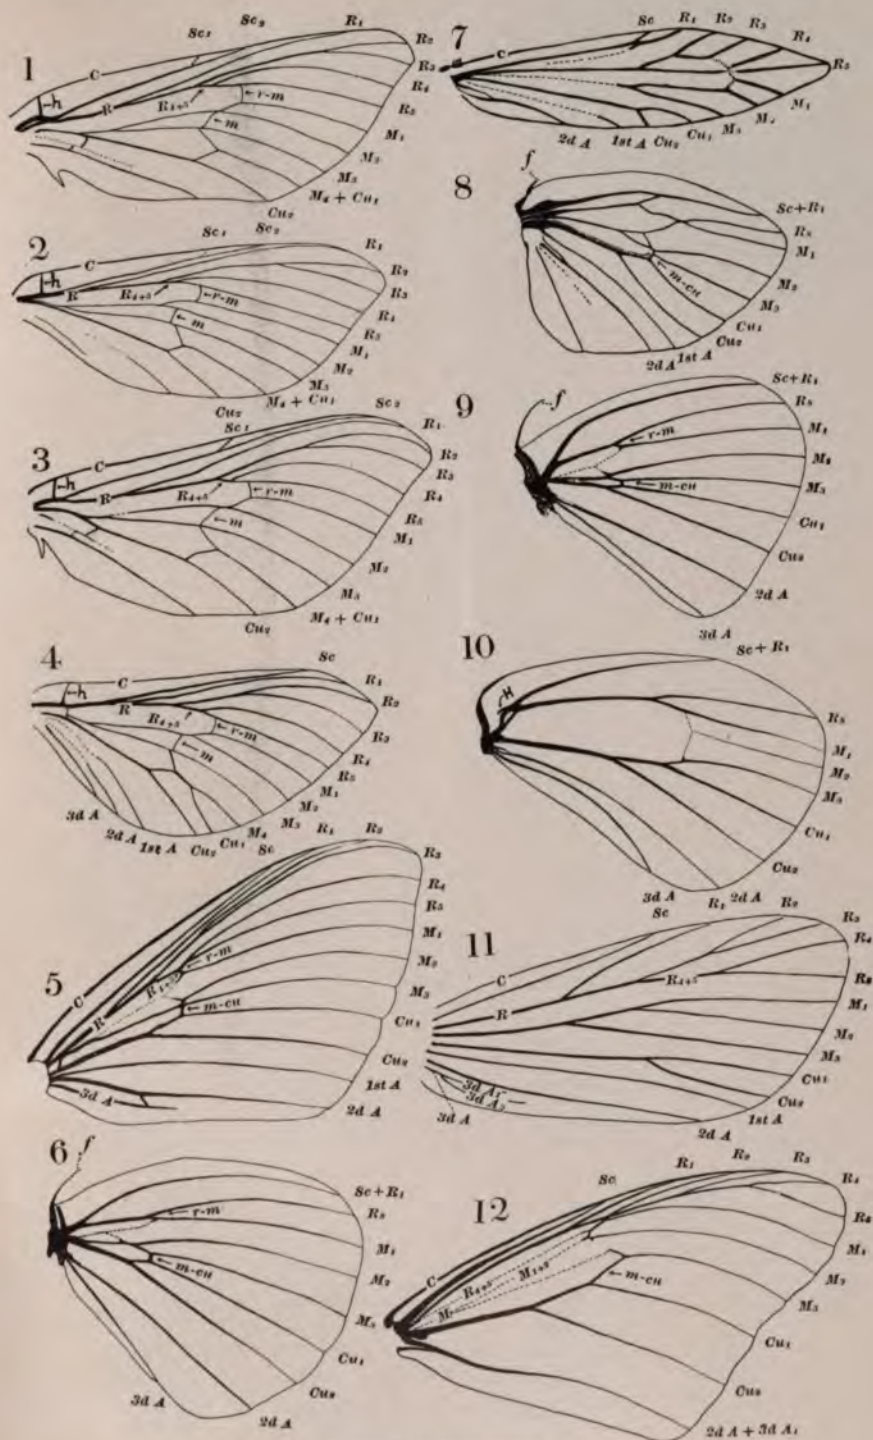 1
C
h
R
Sc₁
Sc₂
R₁
R₂
R₃
R₄
R₅
R₄₊₅
r-m
m
M₁
M₂
M₃
M₄ + Cu₁
Cu₂
2
C
h
R
Sc₁
Sc₂
R₁
R₂
R₃
R₄
R₅
R₄₊₅
r-m
m
M₁
M₂
M₃
M₄ + Cu₁
Cu₂
3
C
h
R
Sc₁
Sc₂
R₁
R₂
R₃
R₄
R₅
R₄₊₅
r-m
m
M₁
M₂
M₃
M₄ + Cu₁
Cu₂
4
C
h
R
Sc
R₁
R₂
R₃
R₄
R₅
R₄₊₅
r-m
m
M₁
M₂
M₃
M₄
Cu₁
Cu₂
1st A
2d A
3d A
5
C
R
Sc
R₁
R₂
R₃
R₄
R₅
R₄₊₅
r-m
m-cu
M₁
M₂
M₃
Cu₁
Cu₂
1st A
2d A
3d A
6
f
Sc+R₁
Rs
r-m
m-cu
M₁
M₂
M₃
Cu₁
Cu₂
2d A
3d A
7
C
Sc
R₁
R₂
R₃
R₄
R₅
M₁
M₃
Cu₁
Cu₂
1st A
2d A
8
f
Sc+R₁
Rs
M₁
M₂
M₃
m-cu
Cu₁
Cu₂
1st A
2d A
9
f
Sc+R₁
Rs
r-m
M₁
M₂
M₃
m-cu
Cu₁
Cu₂
2d A
3d A
10
H
Sc+R₁
Rs
M₁
M₂
M₃
Cu₁
Cu₂
2d A
3d A
11
C
R
Sc
R₁
R₂
R₃
R₄
R₅
R₄₊₅
M₁
M₂
M₃
Cu₁
Cu₂
1st A
2d A
3d A
3d A₁
3d A₂
12
C
Sc
R₁
R₂
R₃
R₄
R₅
R₄₊₅
M
M₁₊₂
M₁
M₂
M₃
m-cu
Cu₁
Cu₂
2d A + 3d A₁